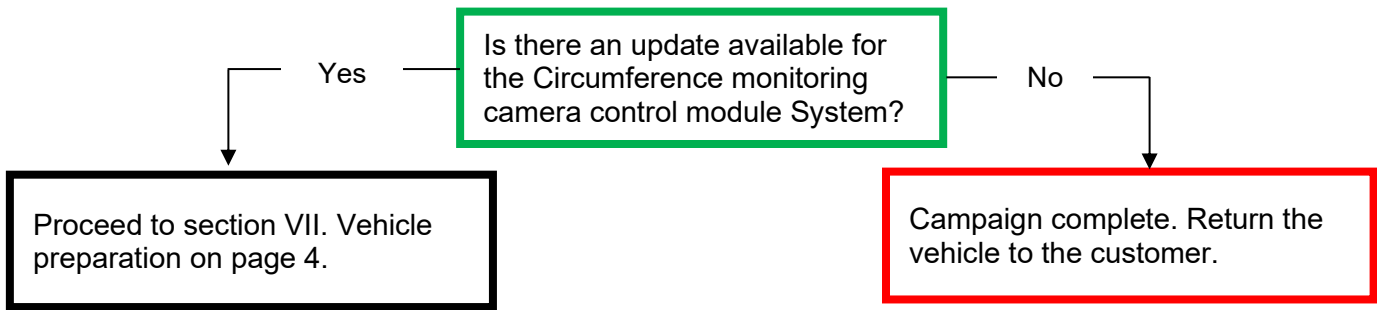 Is there an update available for
the Circumference monitoring
camera control module System?
Yes
No
Proceed to section VII. Vehicle
preparation on page 4.
Campaign complete. Return the
vehicle to the customer.